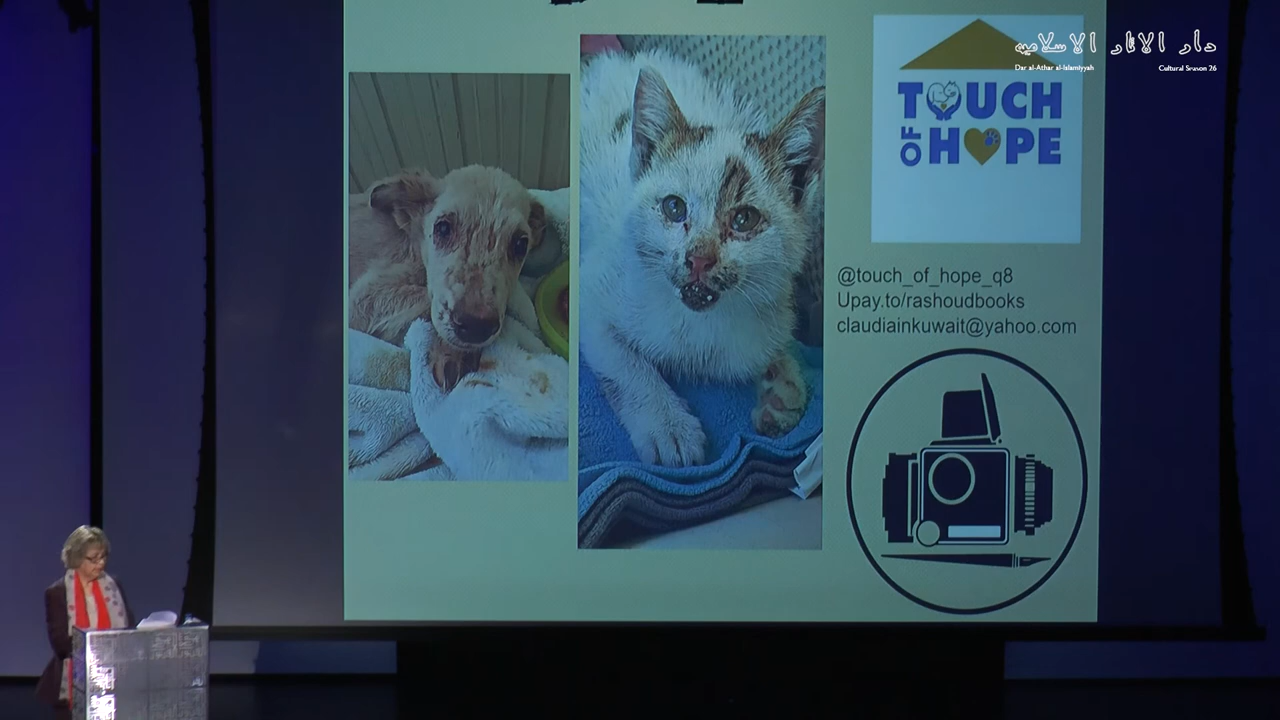 دار الآثار الإسلاميه
Dar al-Athar al-Islamiyyah
Cultural Season 26
TOUCH
OF HOPE
@touch_of_hope_q8
Upay.to/rashoudbooks
claudiainkuwait@yahoo.com